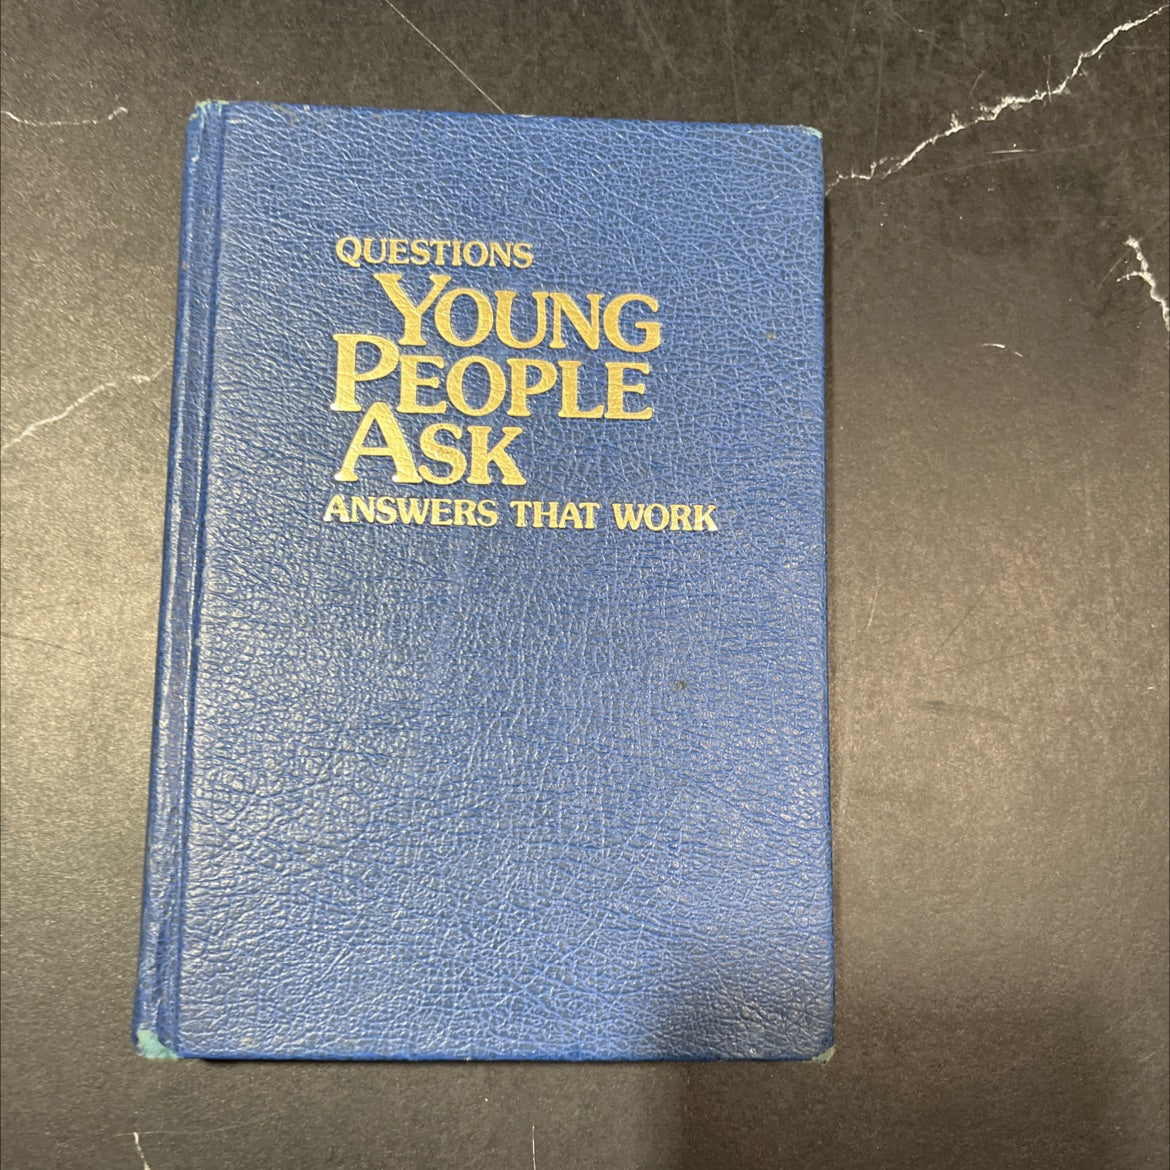 QUESTIONS
YOUNG
PEOPLE
ASK
ANSWERS THAT WORK